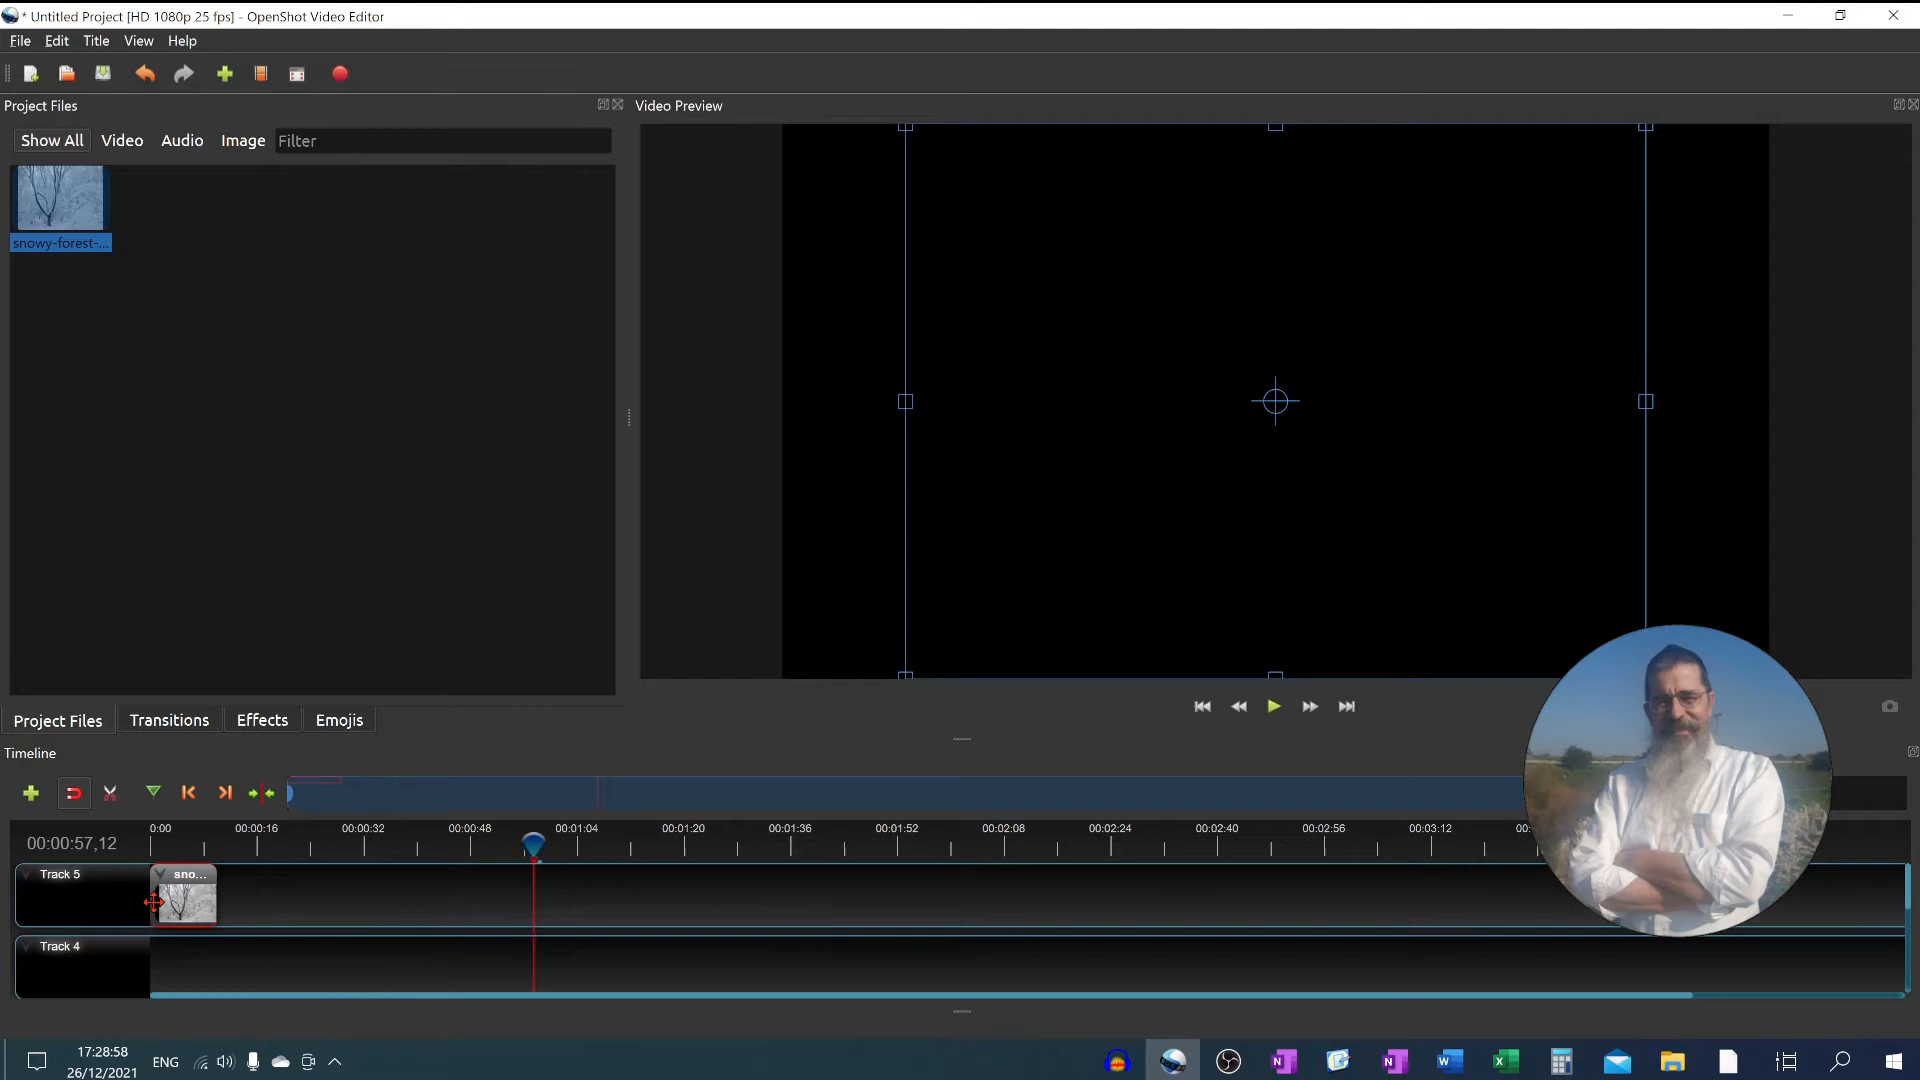 * Untitled Project [HD 1080p 25 fps] - OpenShot Video Editor
File Edit Title View Help
Project Files
Video Preview
Show All Video Audio Image Filter
snowy-forest-...
Project Files Transitions Effects Emojis
Timeline
0:00 00:00:16 00:00:32 00:00:48 00:01:04 00:01:20 00:01:36 00:01:52 00:02:08 00:02:24 00:02:40 00:02:56 00:03:12
00:00:57,12
Track 5 sno...
Track 4
17:28:58
ENG
26/12/2021